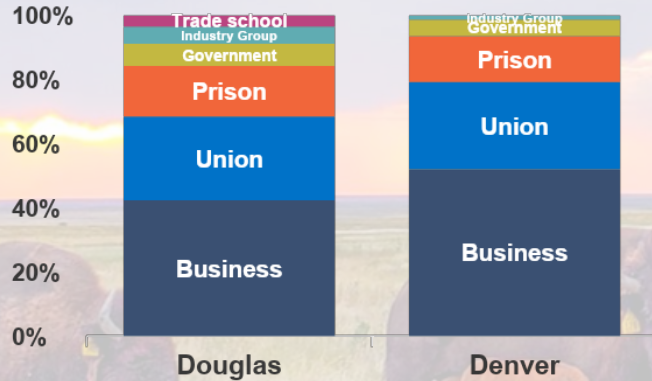 100%
80%
60%
40%
20%
0%
Trade school
Industry Group
Government
Prison
Union
Business
Industry Group
Government
Prison
Union
Business
Douglas
Denver